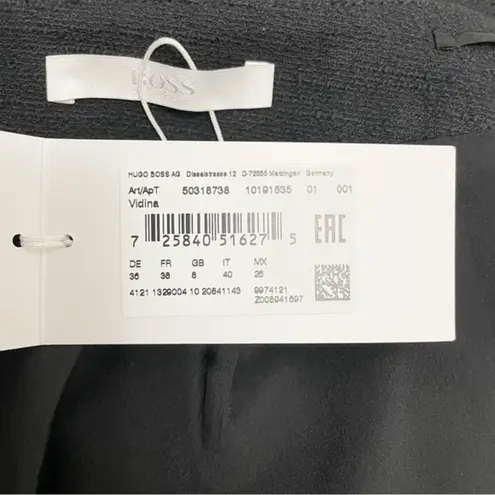 BOSS
HUGO BOSS AG Dieselstrasse 12 D-72555 Metzingen Germany
Art/ApT 50318738 10191535 01 001
Vidina
7 25840 51627 5
EAC
DE FR GB IT MX
36 38 8 40 26
4121 1329004 10 20841143 9974121
Z008941697